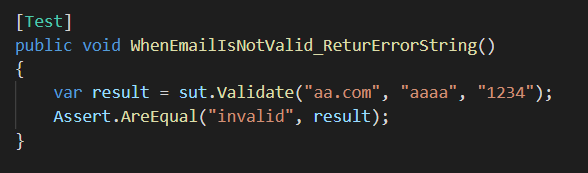 [Test]
public void WhenEmailIsNotValid_ReturErrorString()
{
    var result = sut.Validate("aa.com", "aaaa", "1234");
    Assert.AreEqual("invalid", result);
}